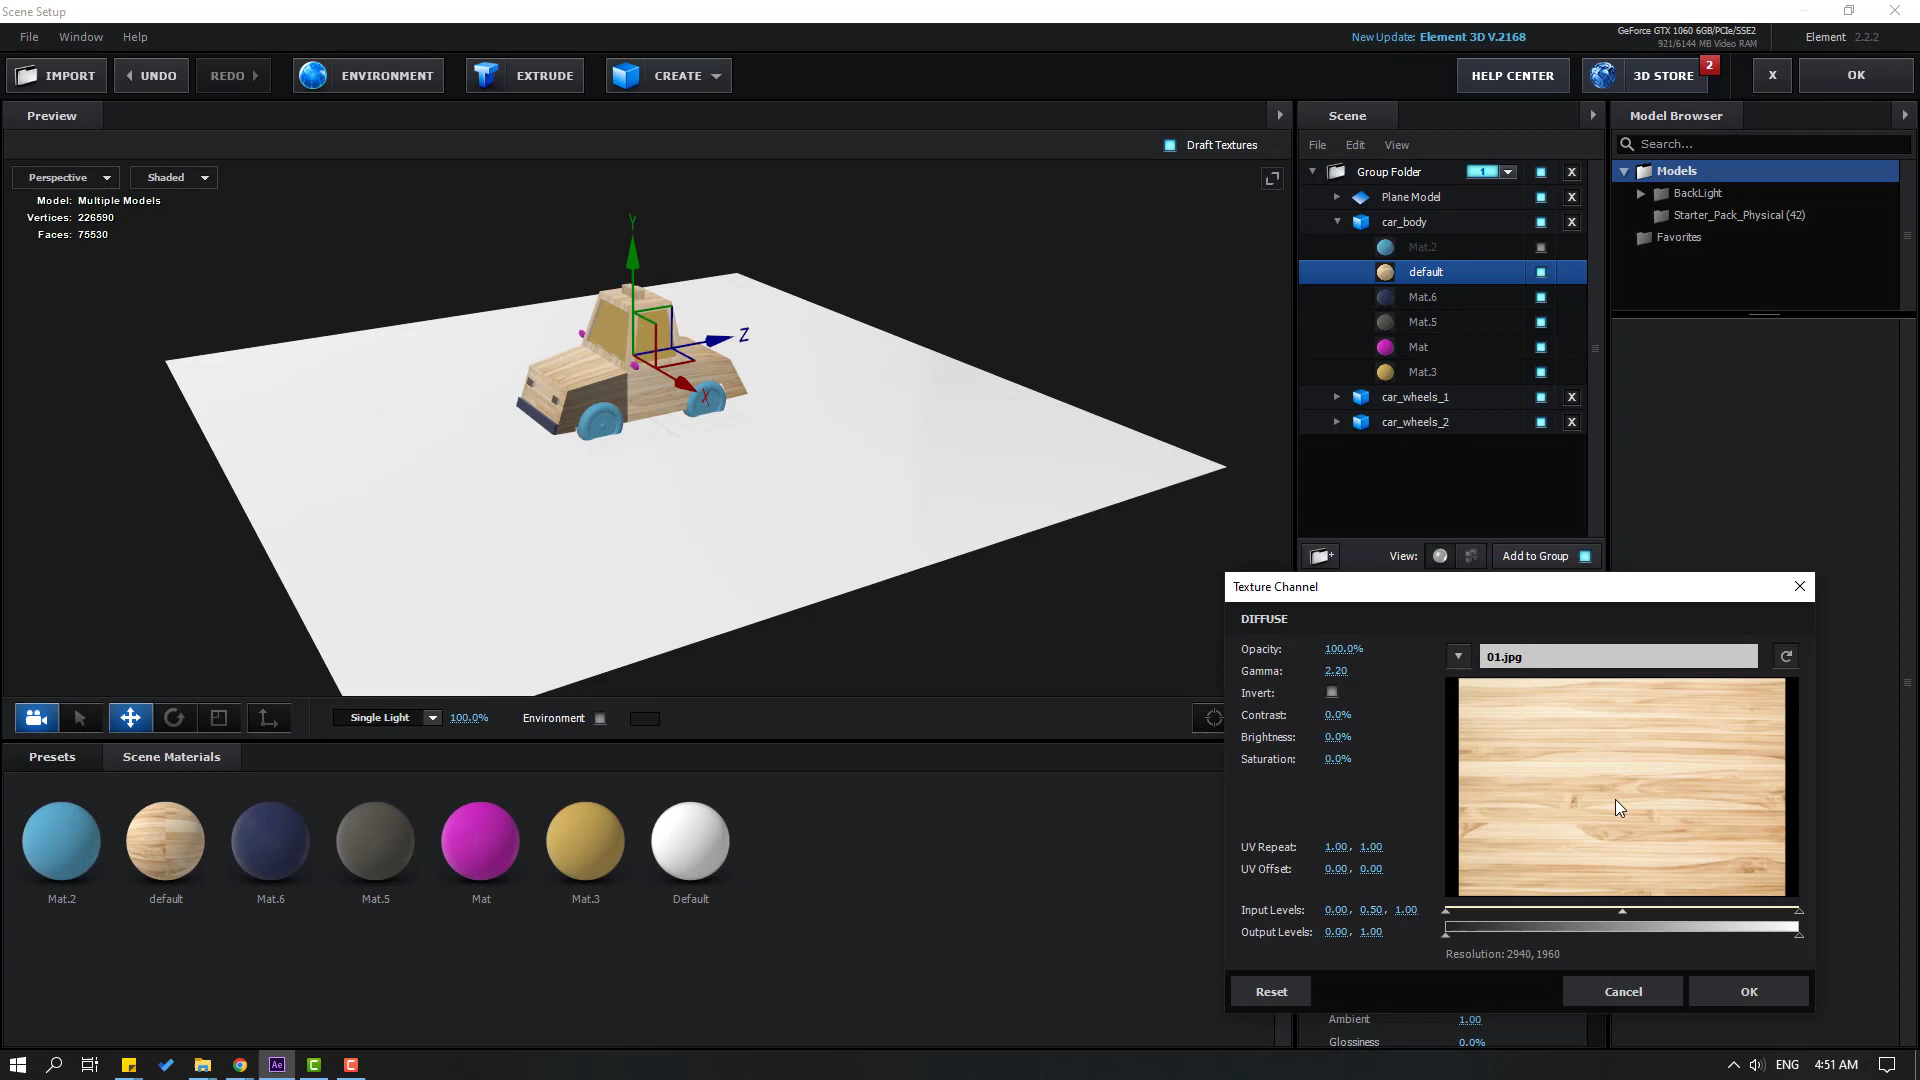 Scene Setup
File Window Help
New Update: Element 3D V.2168
GeForce GTX 1060 6GB/PCIe/SSE2
921/6144 MB Video RAM
Element 2.2.2
IMPORT UNDO REDO ENVIRONMENT EXTRUDE CREATE HELP CENTER 3D STORE 2 X OK
Preview
Draft Textures
Perspective Shaded
Model: Multiple Models
Vertices: 226590
Faces: 75530
Y
Z
X
Single Light 100.0% Environment
Presets Scene Materials
Mat.2 default Mat.6 Mat.5 Mat Mat.3 Default
Scene
File Edit View
Group Folder 1 X
Plane Model X
car_body X
Mat.2
default
Mat.6
Mat.5
Mat
Mat.3
car_wheels_1 X
car_wheels_2 X
View: Add to Group
Model Browser
Search...
Models
BackLight
Starter_Pack_Physical (42)
Favorites
Texture Channel
DIFFUSE
Opacity: 100.0%
Gamma: 2.20
Invert:
Contrast: 0.0%
Brightness: 0.0%
Saturation: 0.0%
UV Repeat: 1.00, 1.00
UV Offset: 0.00, 0.00
Input Levels: 0.00, 0.50, 1.00
Output Levels: 0.00, 1.00
01.jpg
Resolution: 2940, 1960
Reset Cancel OK
Ambient 1.00
Glossiness 0.0%
Ae
C
C
ENG 4:51 AM